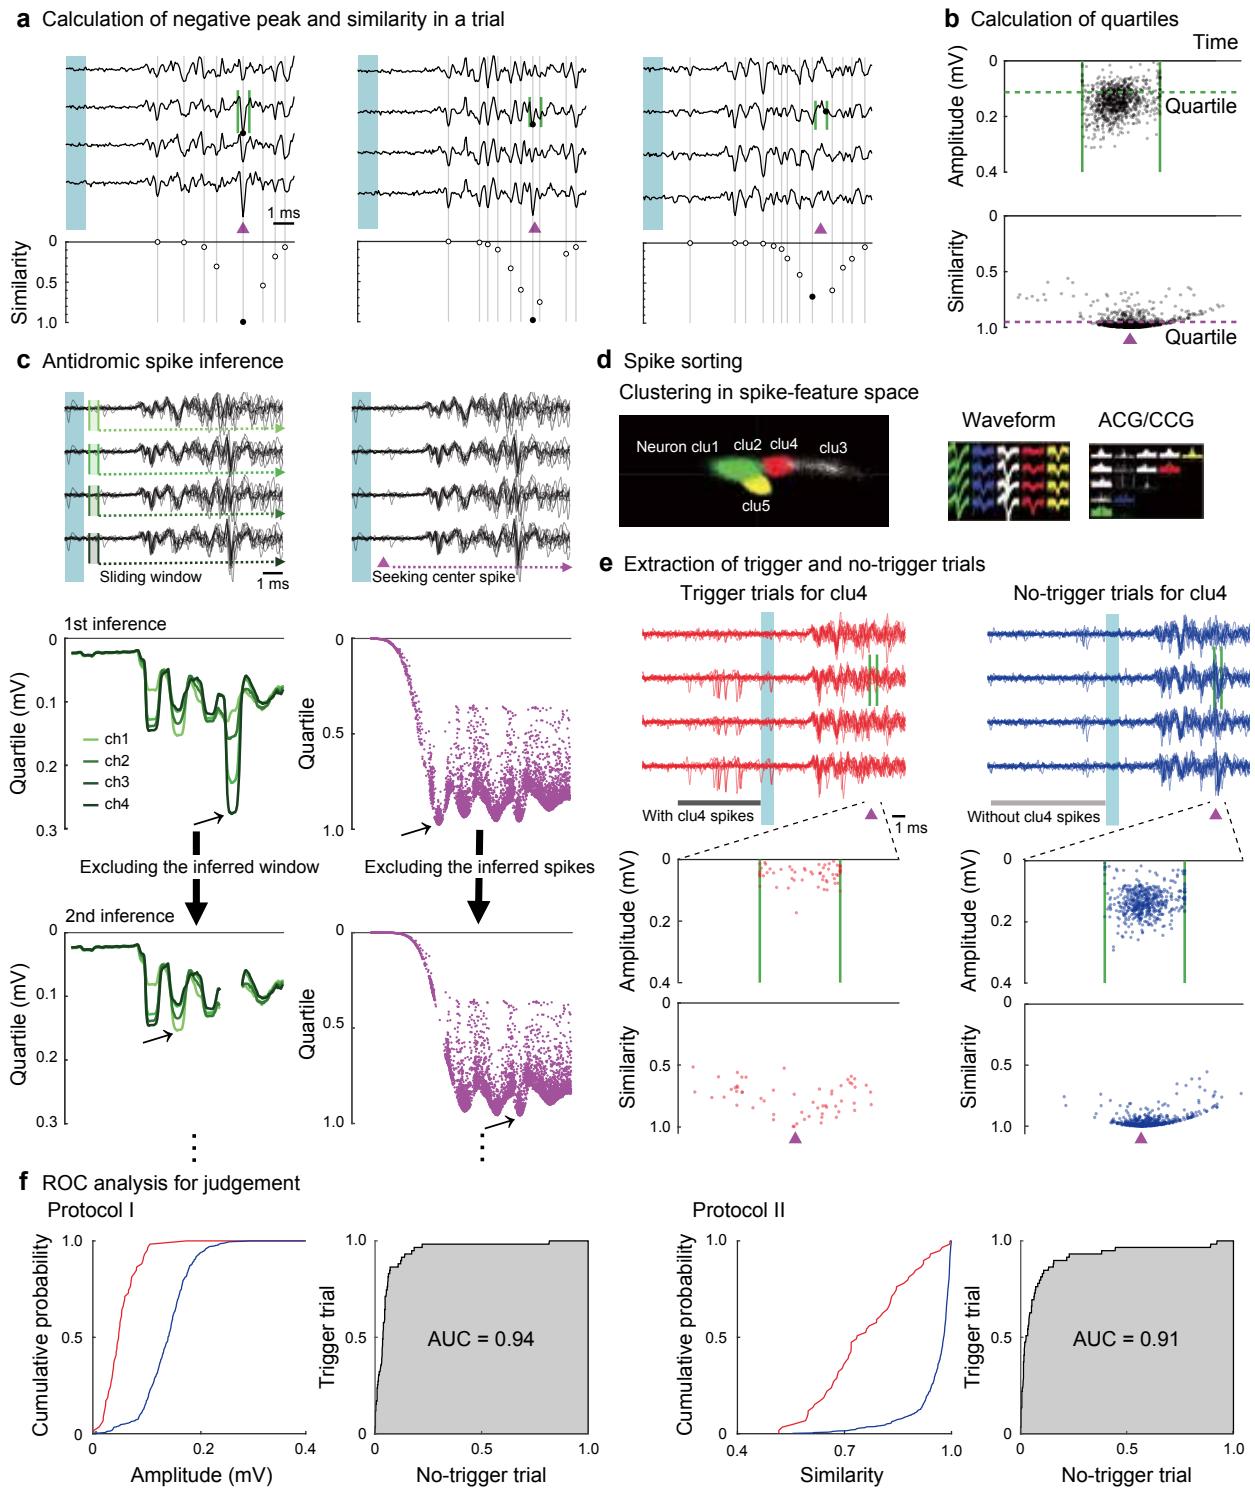 a Calculation of negative peak and similarity in a trial
1 ms
Similarity
0
0.5
1.0
b Calculation of quartiles
Time
Amplitude (mV)
0
0.2
0.4
Quartile
Similarity
0
0.5
1.0
Quartile
c Antidromic spike inference
Sliding window
1 ms
Seeking center spike
1st inference
Quartile (mV)
0
0.1
0.2
0.3
ch1
ch2
ch3
ch4
Quartile
0
0.5
1.0
Excluding the inferred window
Excluding the inferred spikes
2nd inference
Quartile (mV)
0
0.1
0.2
0.3
Quartile
0
0.5
1.0
d Spike sorting
Clustering in spike-feature space
Neuron clu1
clu2
clu4
clu3
clu5
Waveform
ACG/CCG
e Extraction of trigger and no-trigger trials
Trigger trials for clu4
No-trigger trials for clu4
With clu4 spikes
1 ms
Without clu4 spikes
Amplitude (mV)
0
0.2
0.4
Similarity
0
0.5
1.0
Amplitude (mV)
0
0.2
0.4
Similarity
0
0.5
1.0
f ROC analysis for judgement
Protocol I
Cumulative probability
1.0
0.5
0
0
0.2
0.4
Amplitude (mV)
Trigger trial
1.0
0.5
0
AUC = 0.94
0
0.5
1.0
No-trigger trial
Protocol II
Cumulative probability
1.0
0.5
0
0.4
0.7
1.0
Similarity
Trigger trial
1.0
0.5
0
AUC = 0.91
0
0.5
1.0
No-trigger trial